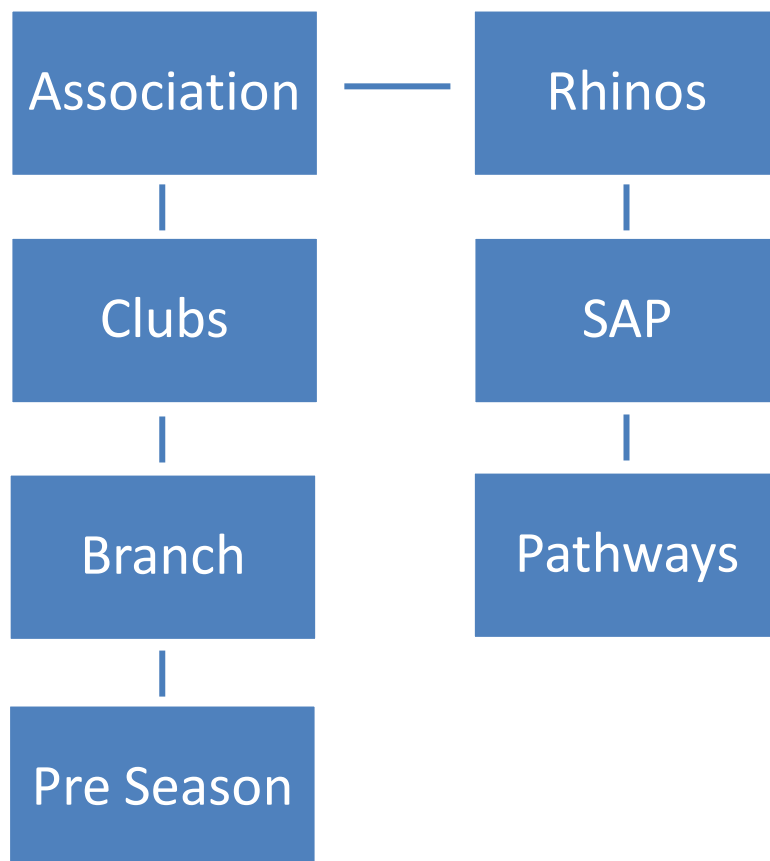 Association
Rhinos
Clubs
SAP
Branch
Pathways
Pre Season